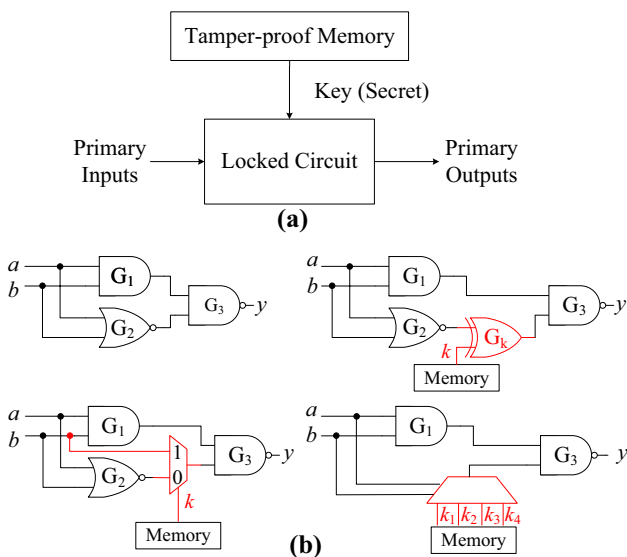 Tamper-proof Memory
Key (Secret)
Primary
Inputs
Locked Circuit
Primary
Outputs
(a)
a
b
G1
G2
G3
y
a
b
G1
G2
Gk
G3
y
k
Memory
a
b
G1
G2
1
0
G3
y
k
Memory
a
b
G1
G3
y
k1 k2 k3 k4
Memory
(b)